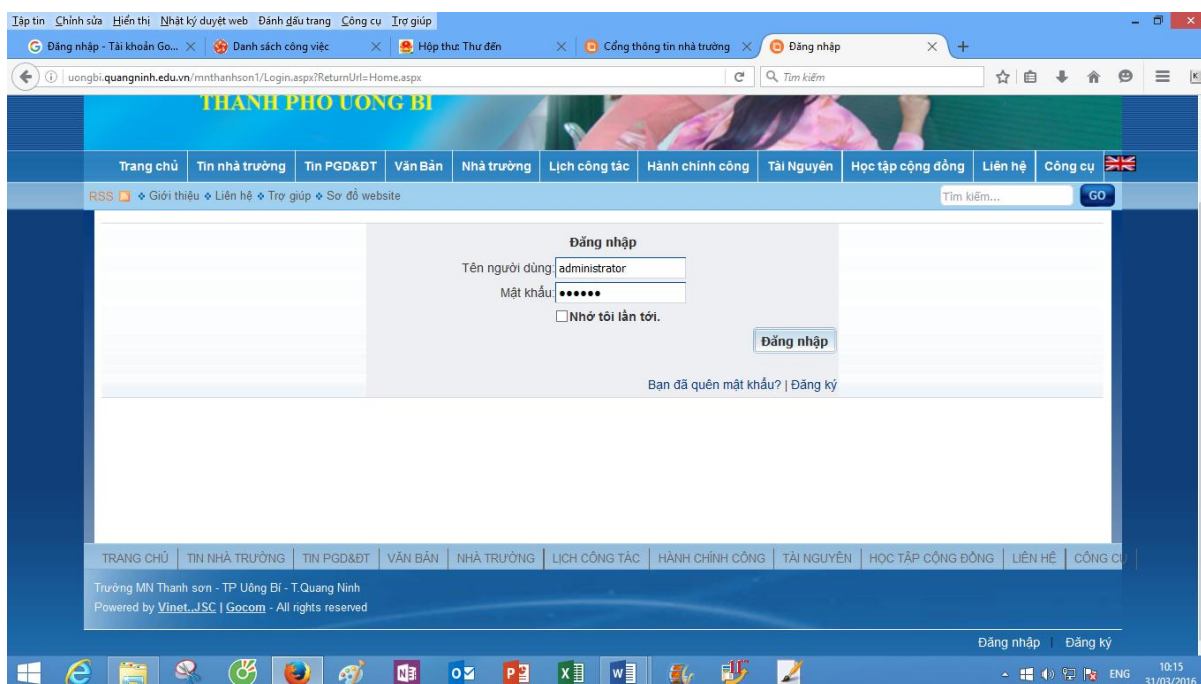 Tập tin Chỉnh sửa Hiển thị Nhật ký duyệt web Đánh dấu trang Công cụ Trợ giúp
Đăng nhập - Tài khoản Go... Danh sách công việc Hộp thư: Thư đến Cổng thông tin nhà trường Đăng nhập
uongbi.quangninh.edu.vn/mnthanhson1/Login.aspx?ReturnUrl=Home.aspx Tìm kiếm
THÀNH PHỐ UÔNG BÍ
Trang chủ Tin nhà trường Tin PGD&ĐT Văn Bản Nhà trường Lịch công tác Hành chính công Tài Nguyên Học tập cộng đồng Liên hệ Công cụ
RSS Giới thiệu Liên hệ Trợ giúp Sơ đồ website Tìm kiếm... GO
Đăng nhập
Tên người dùng: administrator
Mật khẩu: ••••••
Nhớ tôi lần tới.
Đăng nhập
Bạn đã quên mật khẩu? | Đăng ký
TRANG CHỦ TIN NHÀ TRƯỜNG TIN PGD&ĐT VĂN BẢN NHÀ TRƯỜNG LỊCH CÔNG TÁC HÀNH CHÍNH CÔNG TÀI NGUYÊN HỌC TẬP CỘNG ĐỒNG LIÊN HỆ CÔNG CỤ
Trường MN Thanh sơn - TP Uông Bí - T.Quang Ninh
Powered by Vinet.,JSC | Gocom - All rights reserved
Đăng nhập Đăng ký
ENG 10:15
31/03/2016